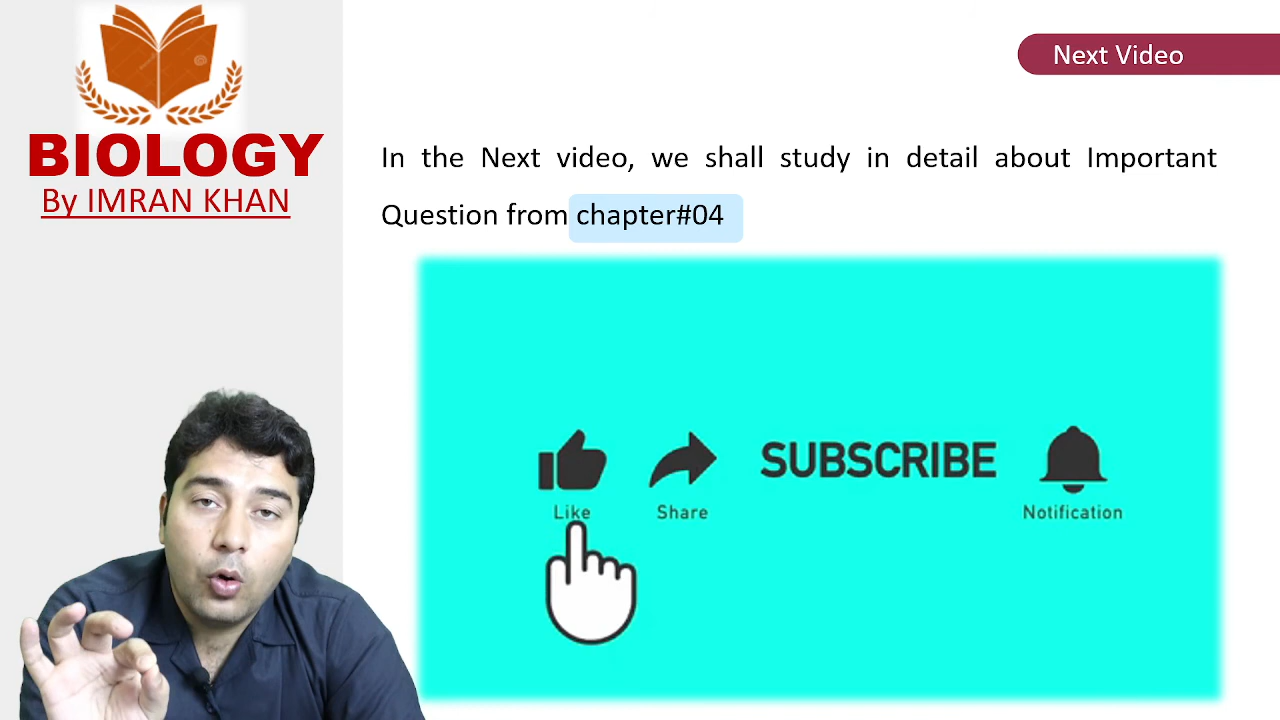 BIOLOGY
By IMRAN KHAN
Next Video
In the Next video, we shall study in detail about Important
Question from chapter#04
Like
Share
SUBSCRIBE
Notification